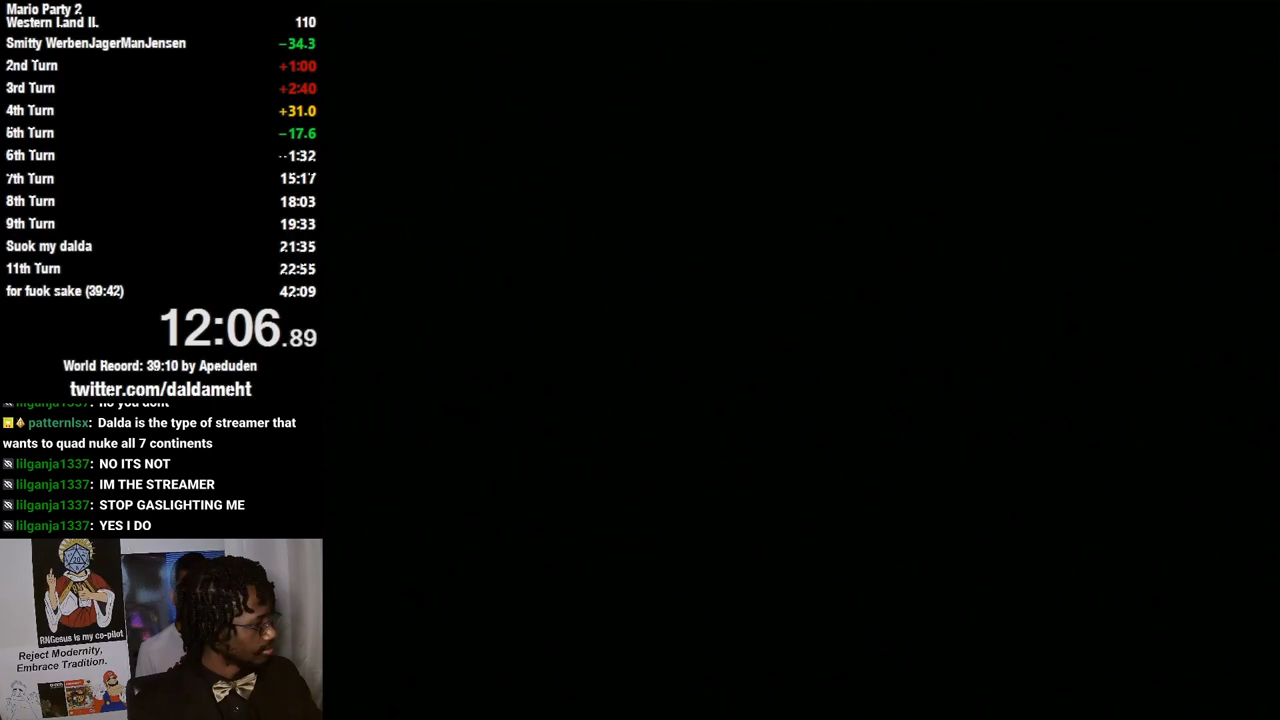 Mario Party 2
Western Land II. 110
Smitty WerbenJagerManJensen −34.3
2nd Turn +1:00
3rd Turn +2:40
4th Turn +31.0
5th Turn −17.6
6th Turn -1:32
7th Turn 15:17
8th Turn 18:03
9th Turn 19:33
Suck my dalda 21:35
11th Turn 22:55
for fuck sake (39:42) 42:09
12:06.89
World Record: 39:10 by Apeduden
twitter.com/daldameht
lilganja1337: no you dont
patternlsx: Dalda is the type of streamer that
wants to quad nuke all 7 continents
lilganja1337: NO ITS NOT
lilganja1337: IM THE STREAMER
lilganja1337: STOP GASLIGHTING ME
lilganja1337: YES I DO
RNGesus is my co-pilot
Reject Modernity,
Embrace Tradition.